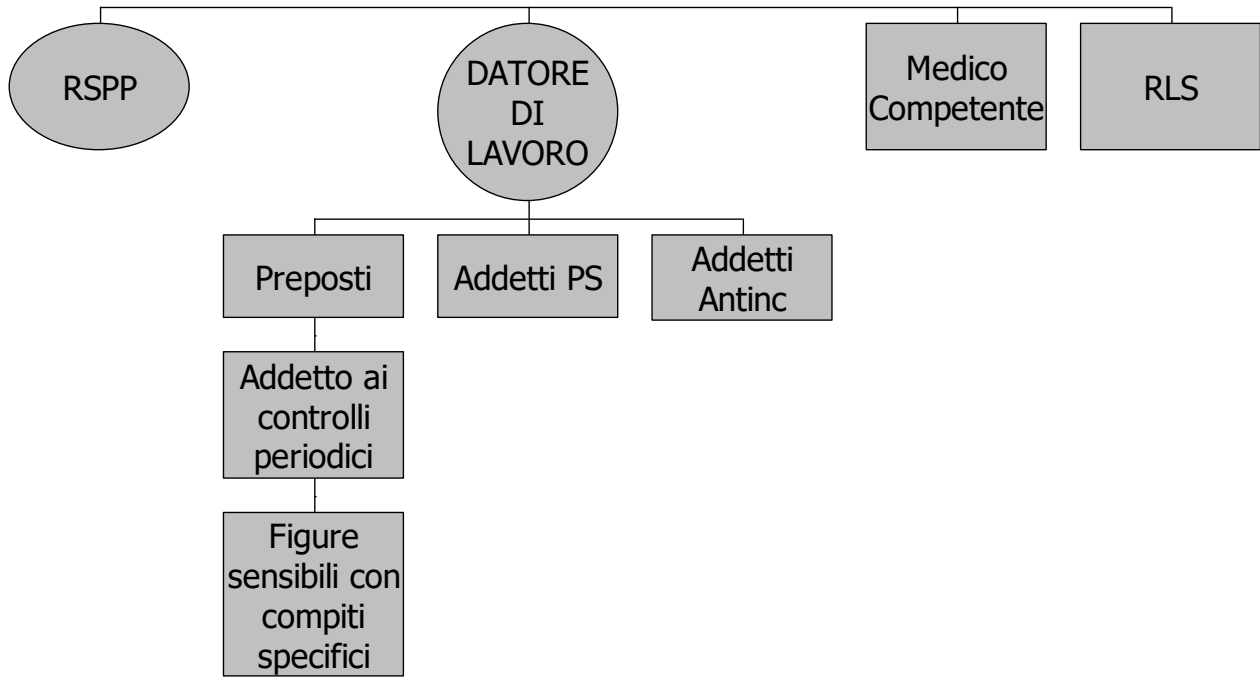 RSPP
DATORE
DI
LAVORO
Medico
Competente
RLS
Preposti
Addetti PS
Addetti
Antinc
Addetto ai
controlli
periodici
Figure
sensibili con
compiti
specifici